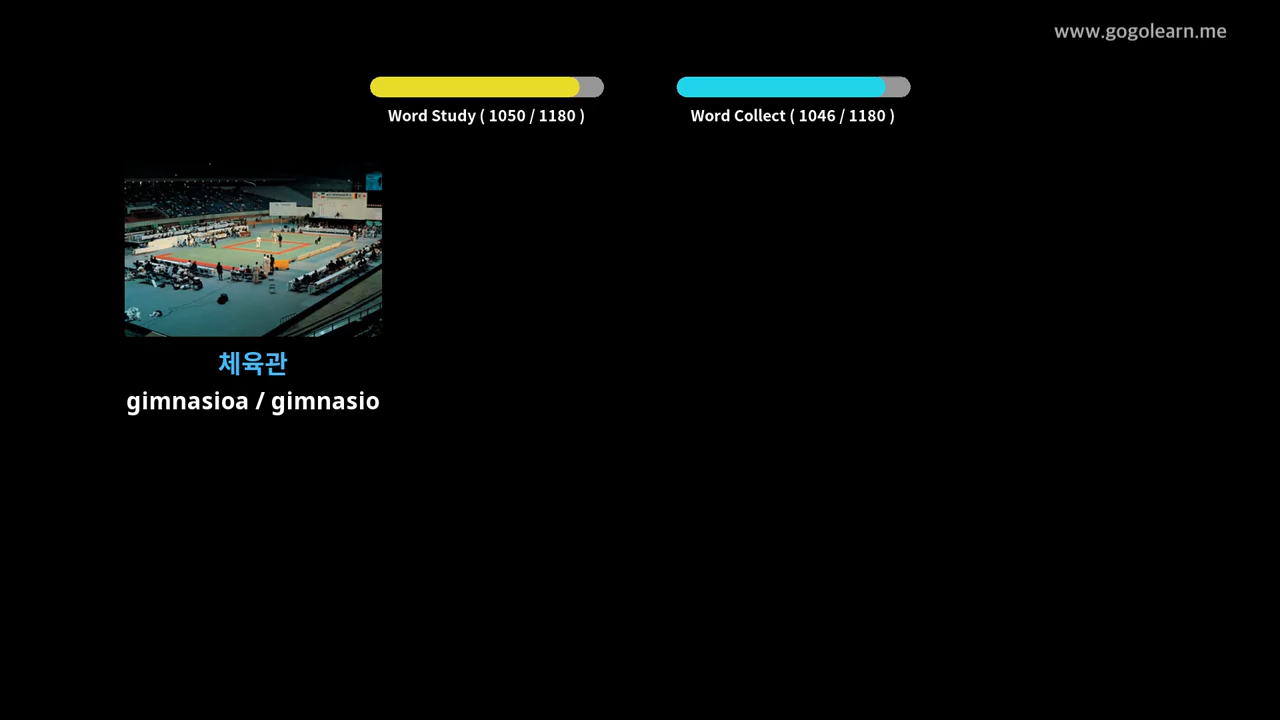 www.gogolearn.me
Word Study ( 1050 / 1180 )
Word Collect ( 1046 / 1180 )
체육관
gimnasioa / gimnasio